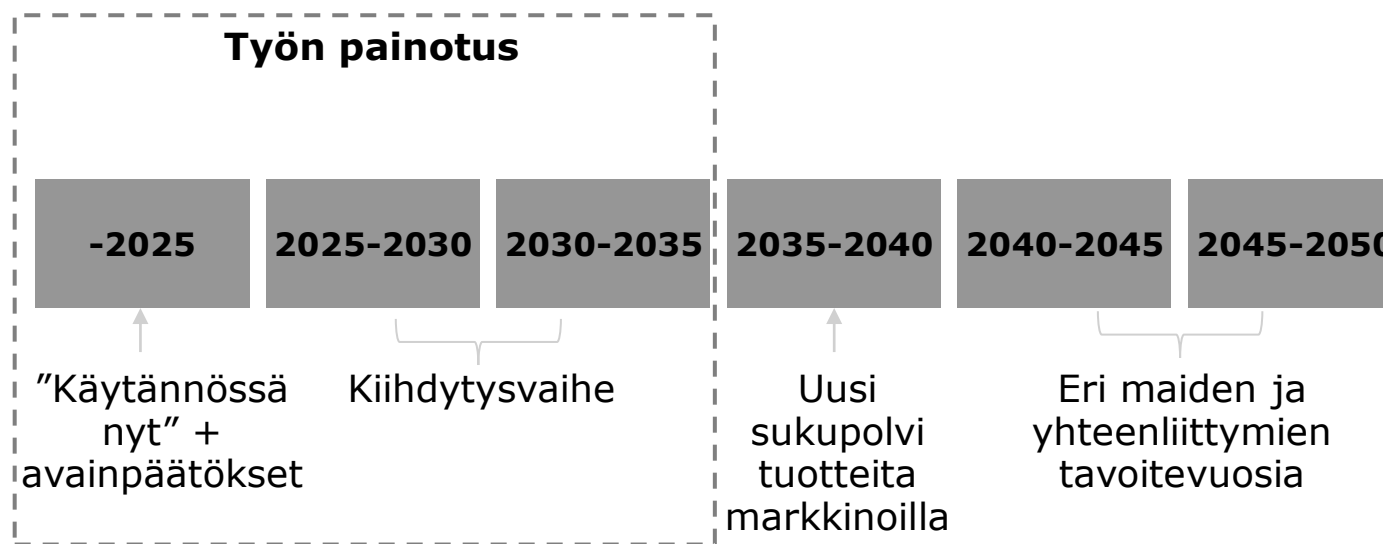 Työn painotus
-2025
2025-2030
2030-2035
2035-2040
2040-2045
2045-2050
”Käytännössä
nyt” +
avainpäätökset
Kiihdytysvaihe
Uusi
sukupolvi
tuotteita
markkinoilla
Eri maiden ja
yhteenliittymien
tavoitevuosia